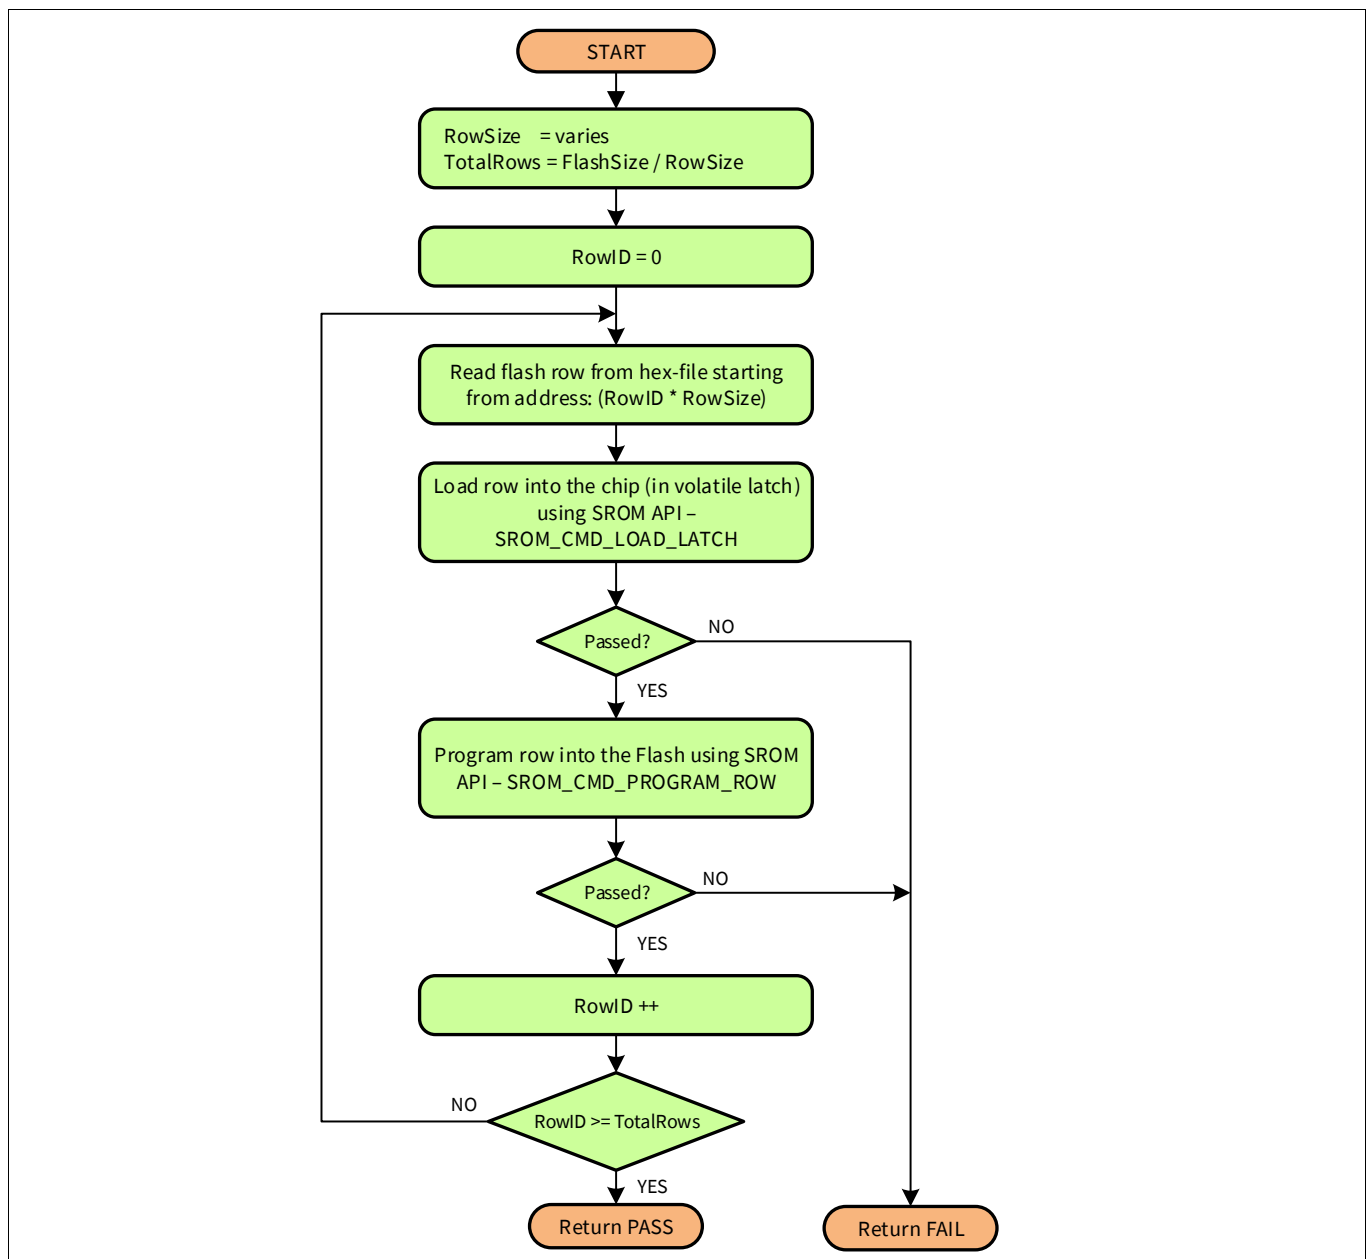 START
RowSize = varies
TotalRows = FlashSize / RowSize
RowID = 0
Read flash row from hex-file starting
from address: (RowID * RowSize)
Load row into the chip (in volatile latch)
using SROM API –
SROM_CMD_LOAD_LATCH
Passed?
NO
YES
Program row into the Flash using SROM
API – SROM_CMD_PROGRAM_ROW
Passed?
NO
YES
RowID ++
NO
RowID >= TotalRows
YES
Return PASS
Return FAIL